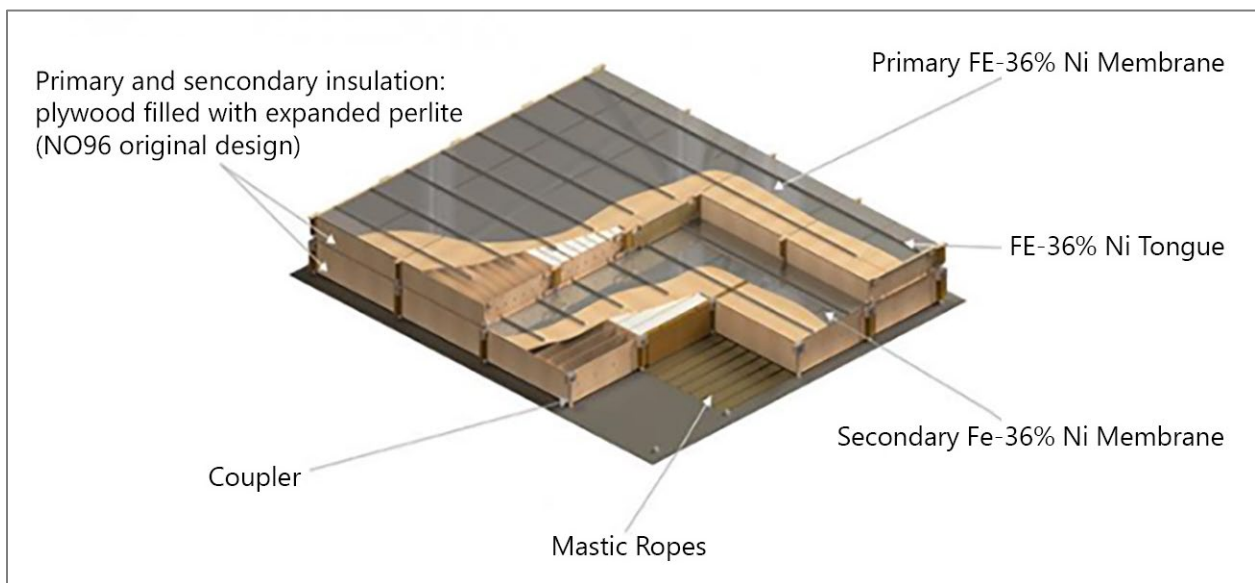 Primary and sencondary insulation:
plywood filled with expanded perlite
(NO96 original design)
Primary FE-36% Ni Membrane
FE-36% Ni Tongue
Secondary Fe-36% Ni Membrane
Coupler
Mastic Ropes